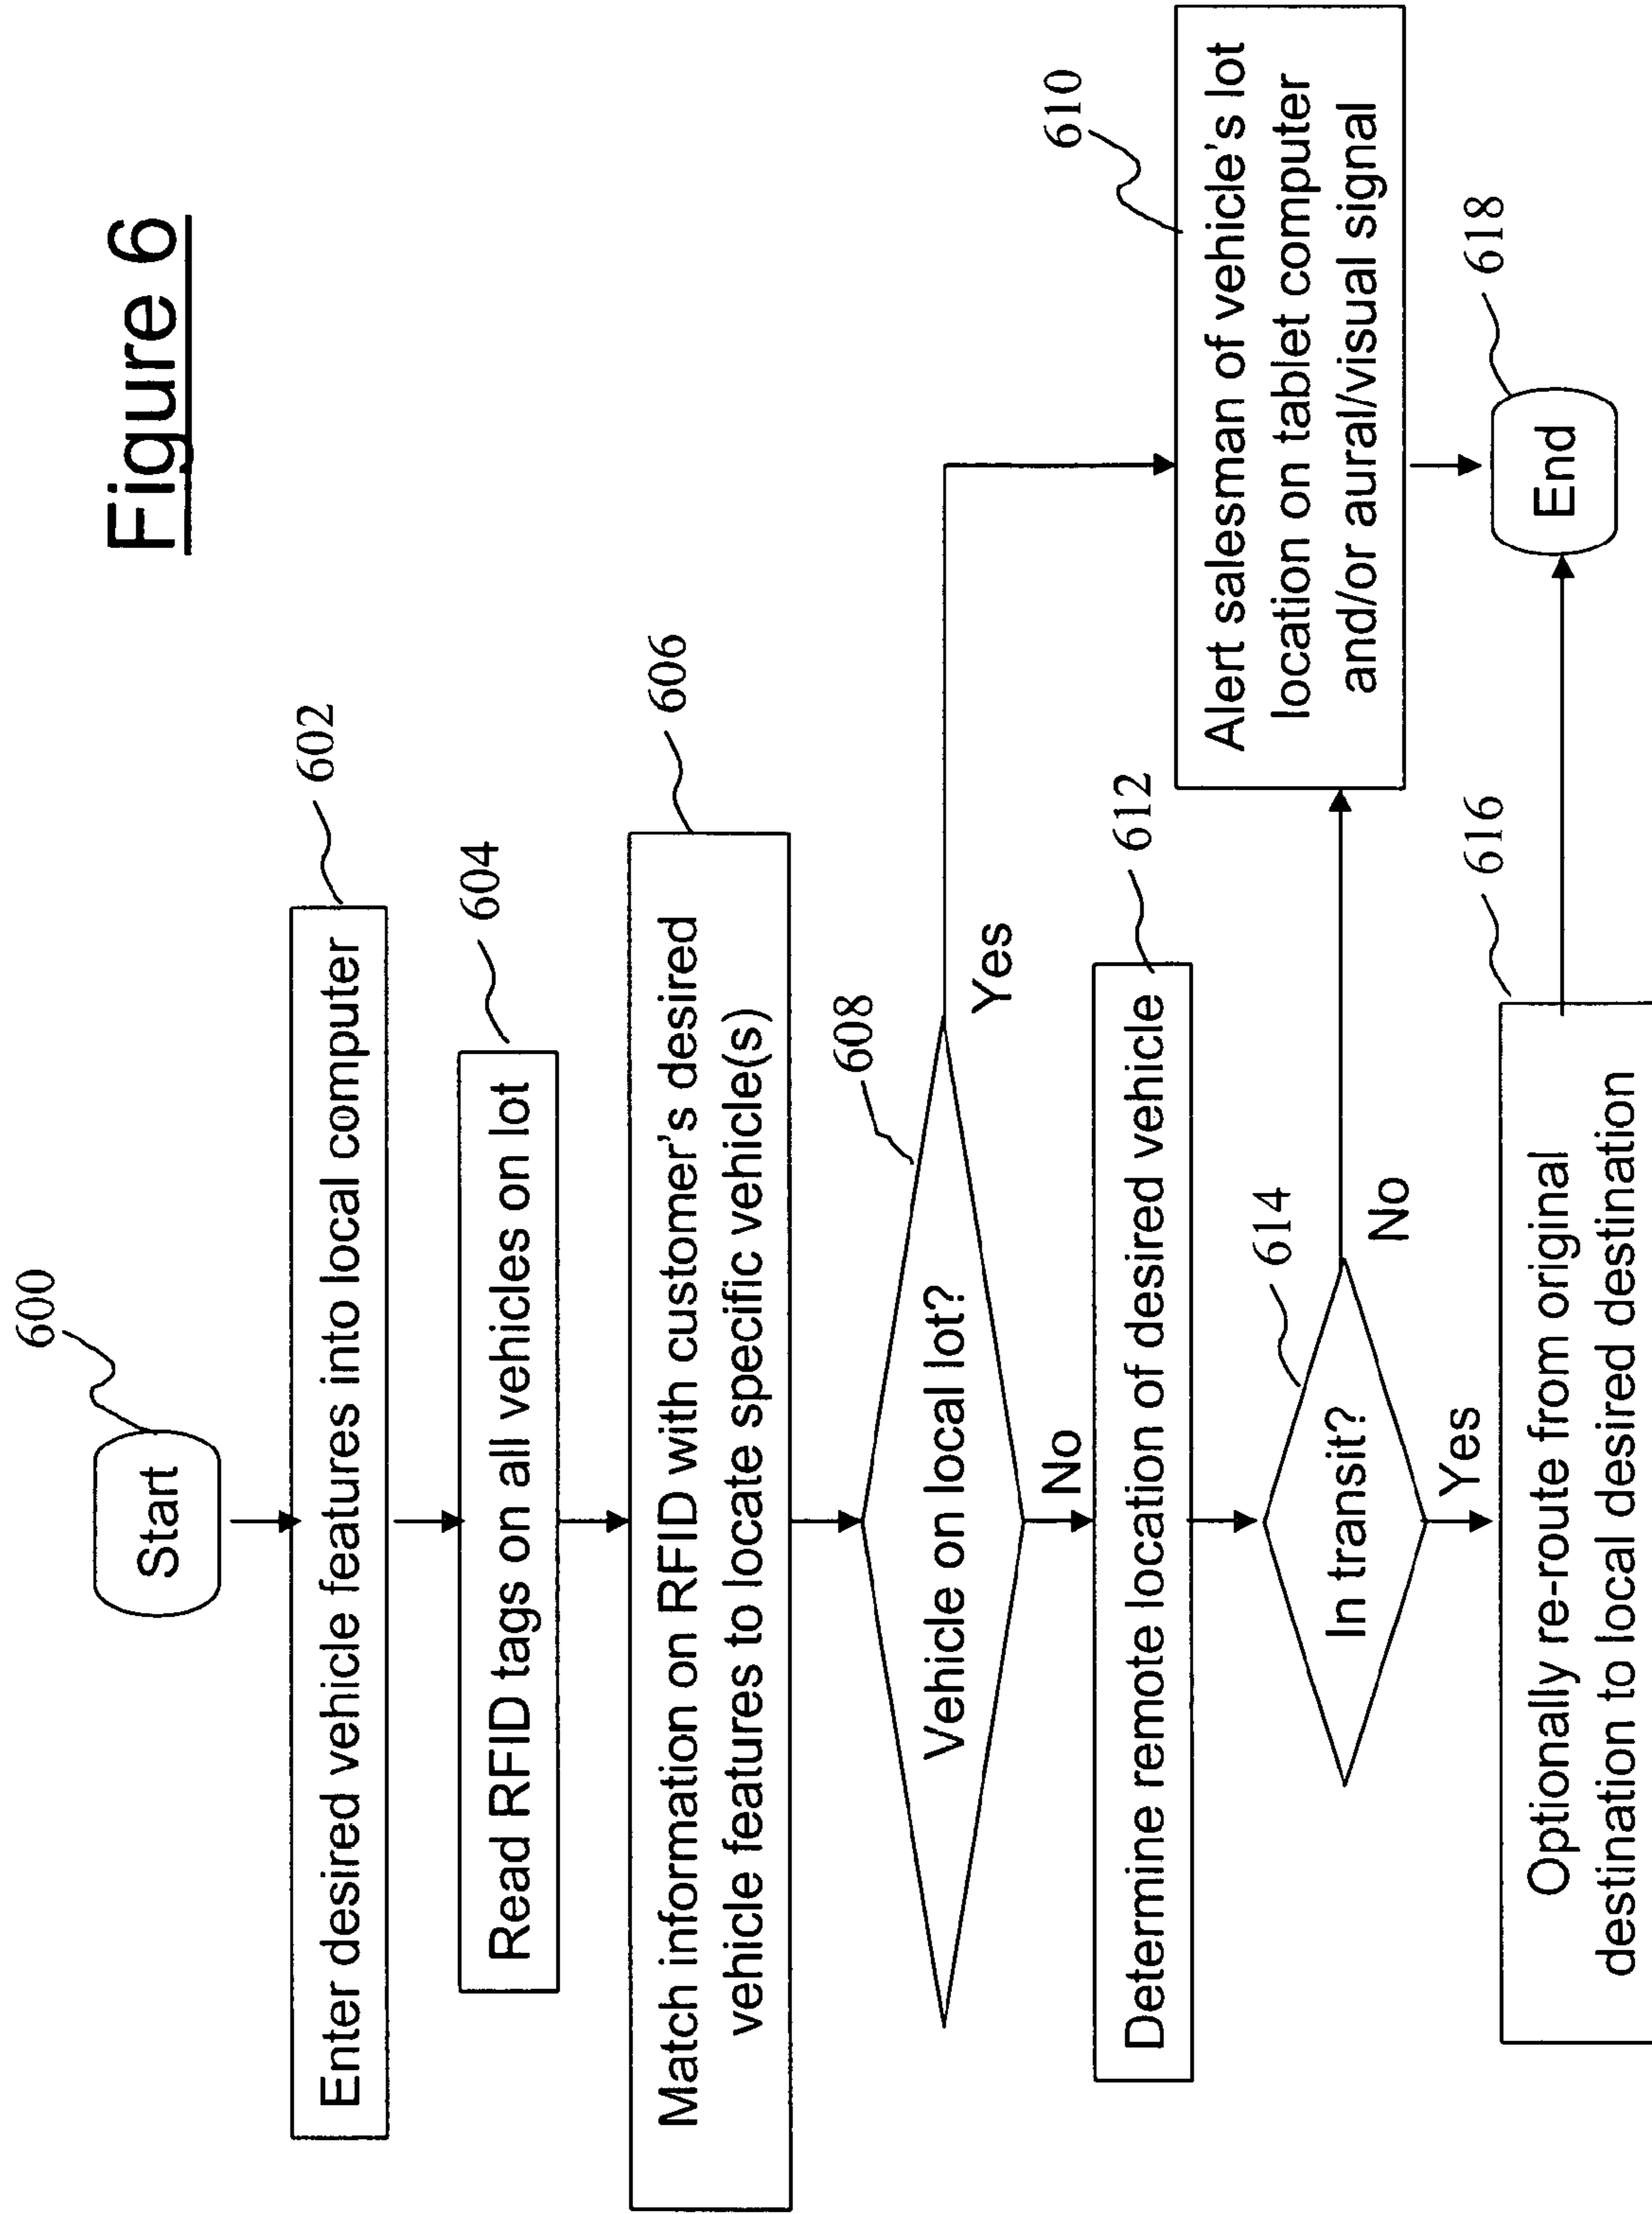 Figure 6
600
Start
602
Enter desired vehicle features into local computer
604
Read RFID tags on all vehicles on lot
606
Match information on RFID with customer's desired
vehicle features to locate specific vehicle(s)
608
Vehicle on local lot?
Yes
No
610
Alert salesman of vehicle's lot
location on tablet computer
and/or aural/visual signal
612
Determine remote location of desired vehicle
614
In transit?
No
Yes
616
Optionally re-route from original
destination to local desired destination
618
End